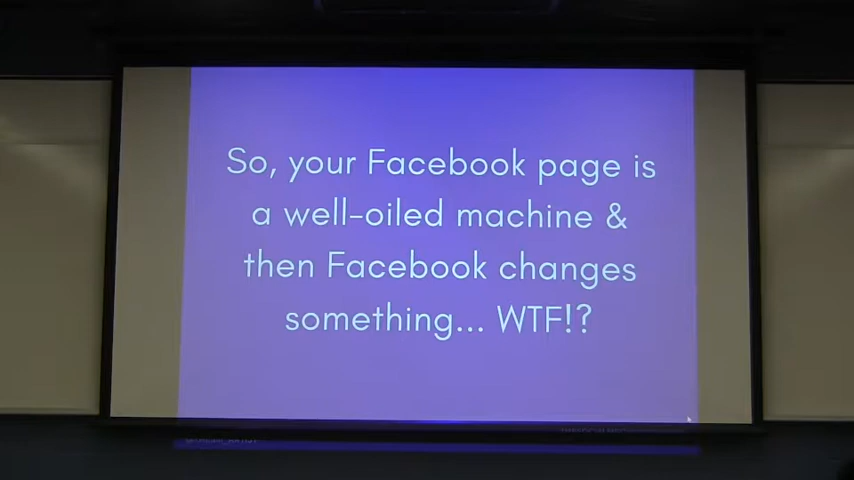 So, your Facebook page is
a well-oiled machine &
then Facebook changes
something... WTF!?